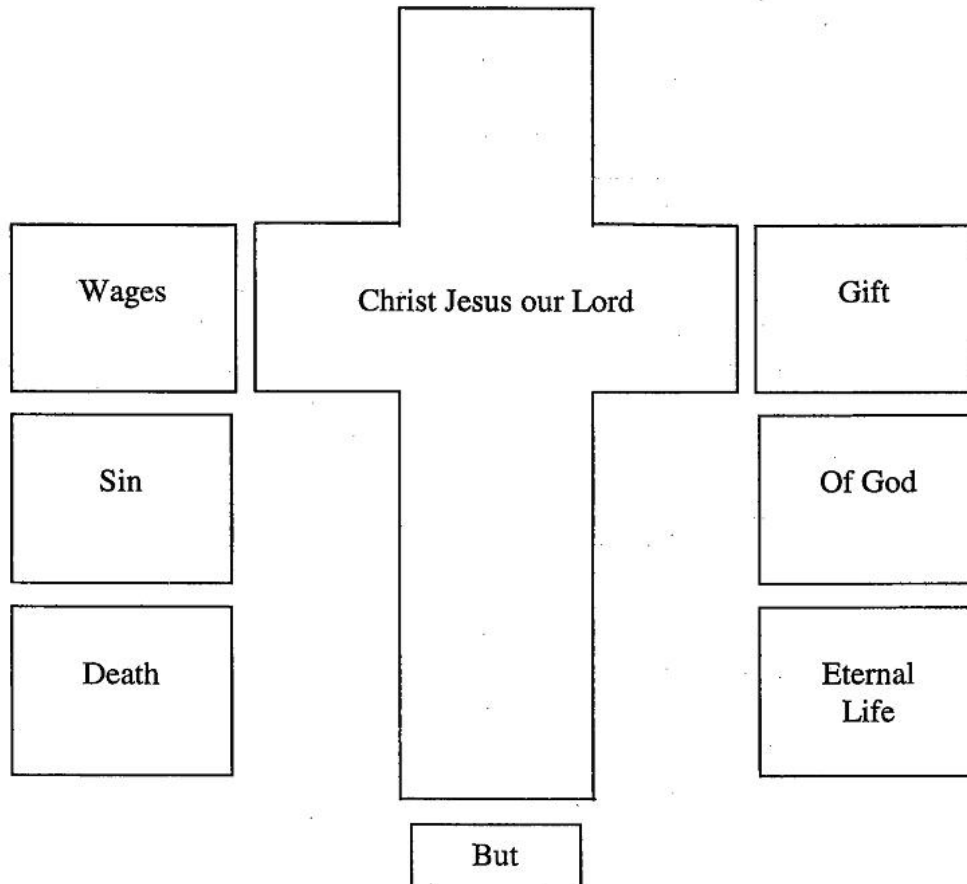 Wages
Christ Jesus our Lord
Gift
Sin
Of God
Death
Eternal
Life
But